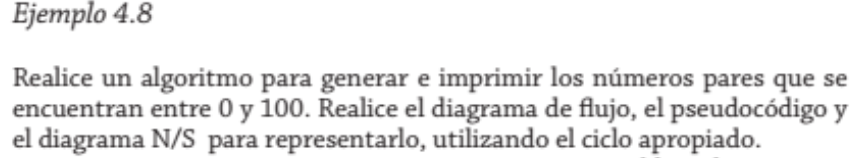 Ejemplo 4.8
Realice un algoritmo para generar e imprimir los números pares que se
encuentran entre 0 y 100. Realice el diagrama de flujo, el pseudocódigo y
el diagrama N/S para representarlo, utilizando el ciclo apropiado.